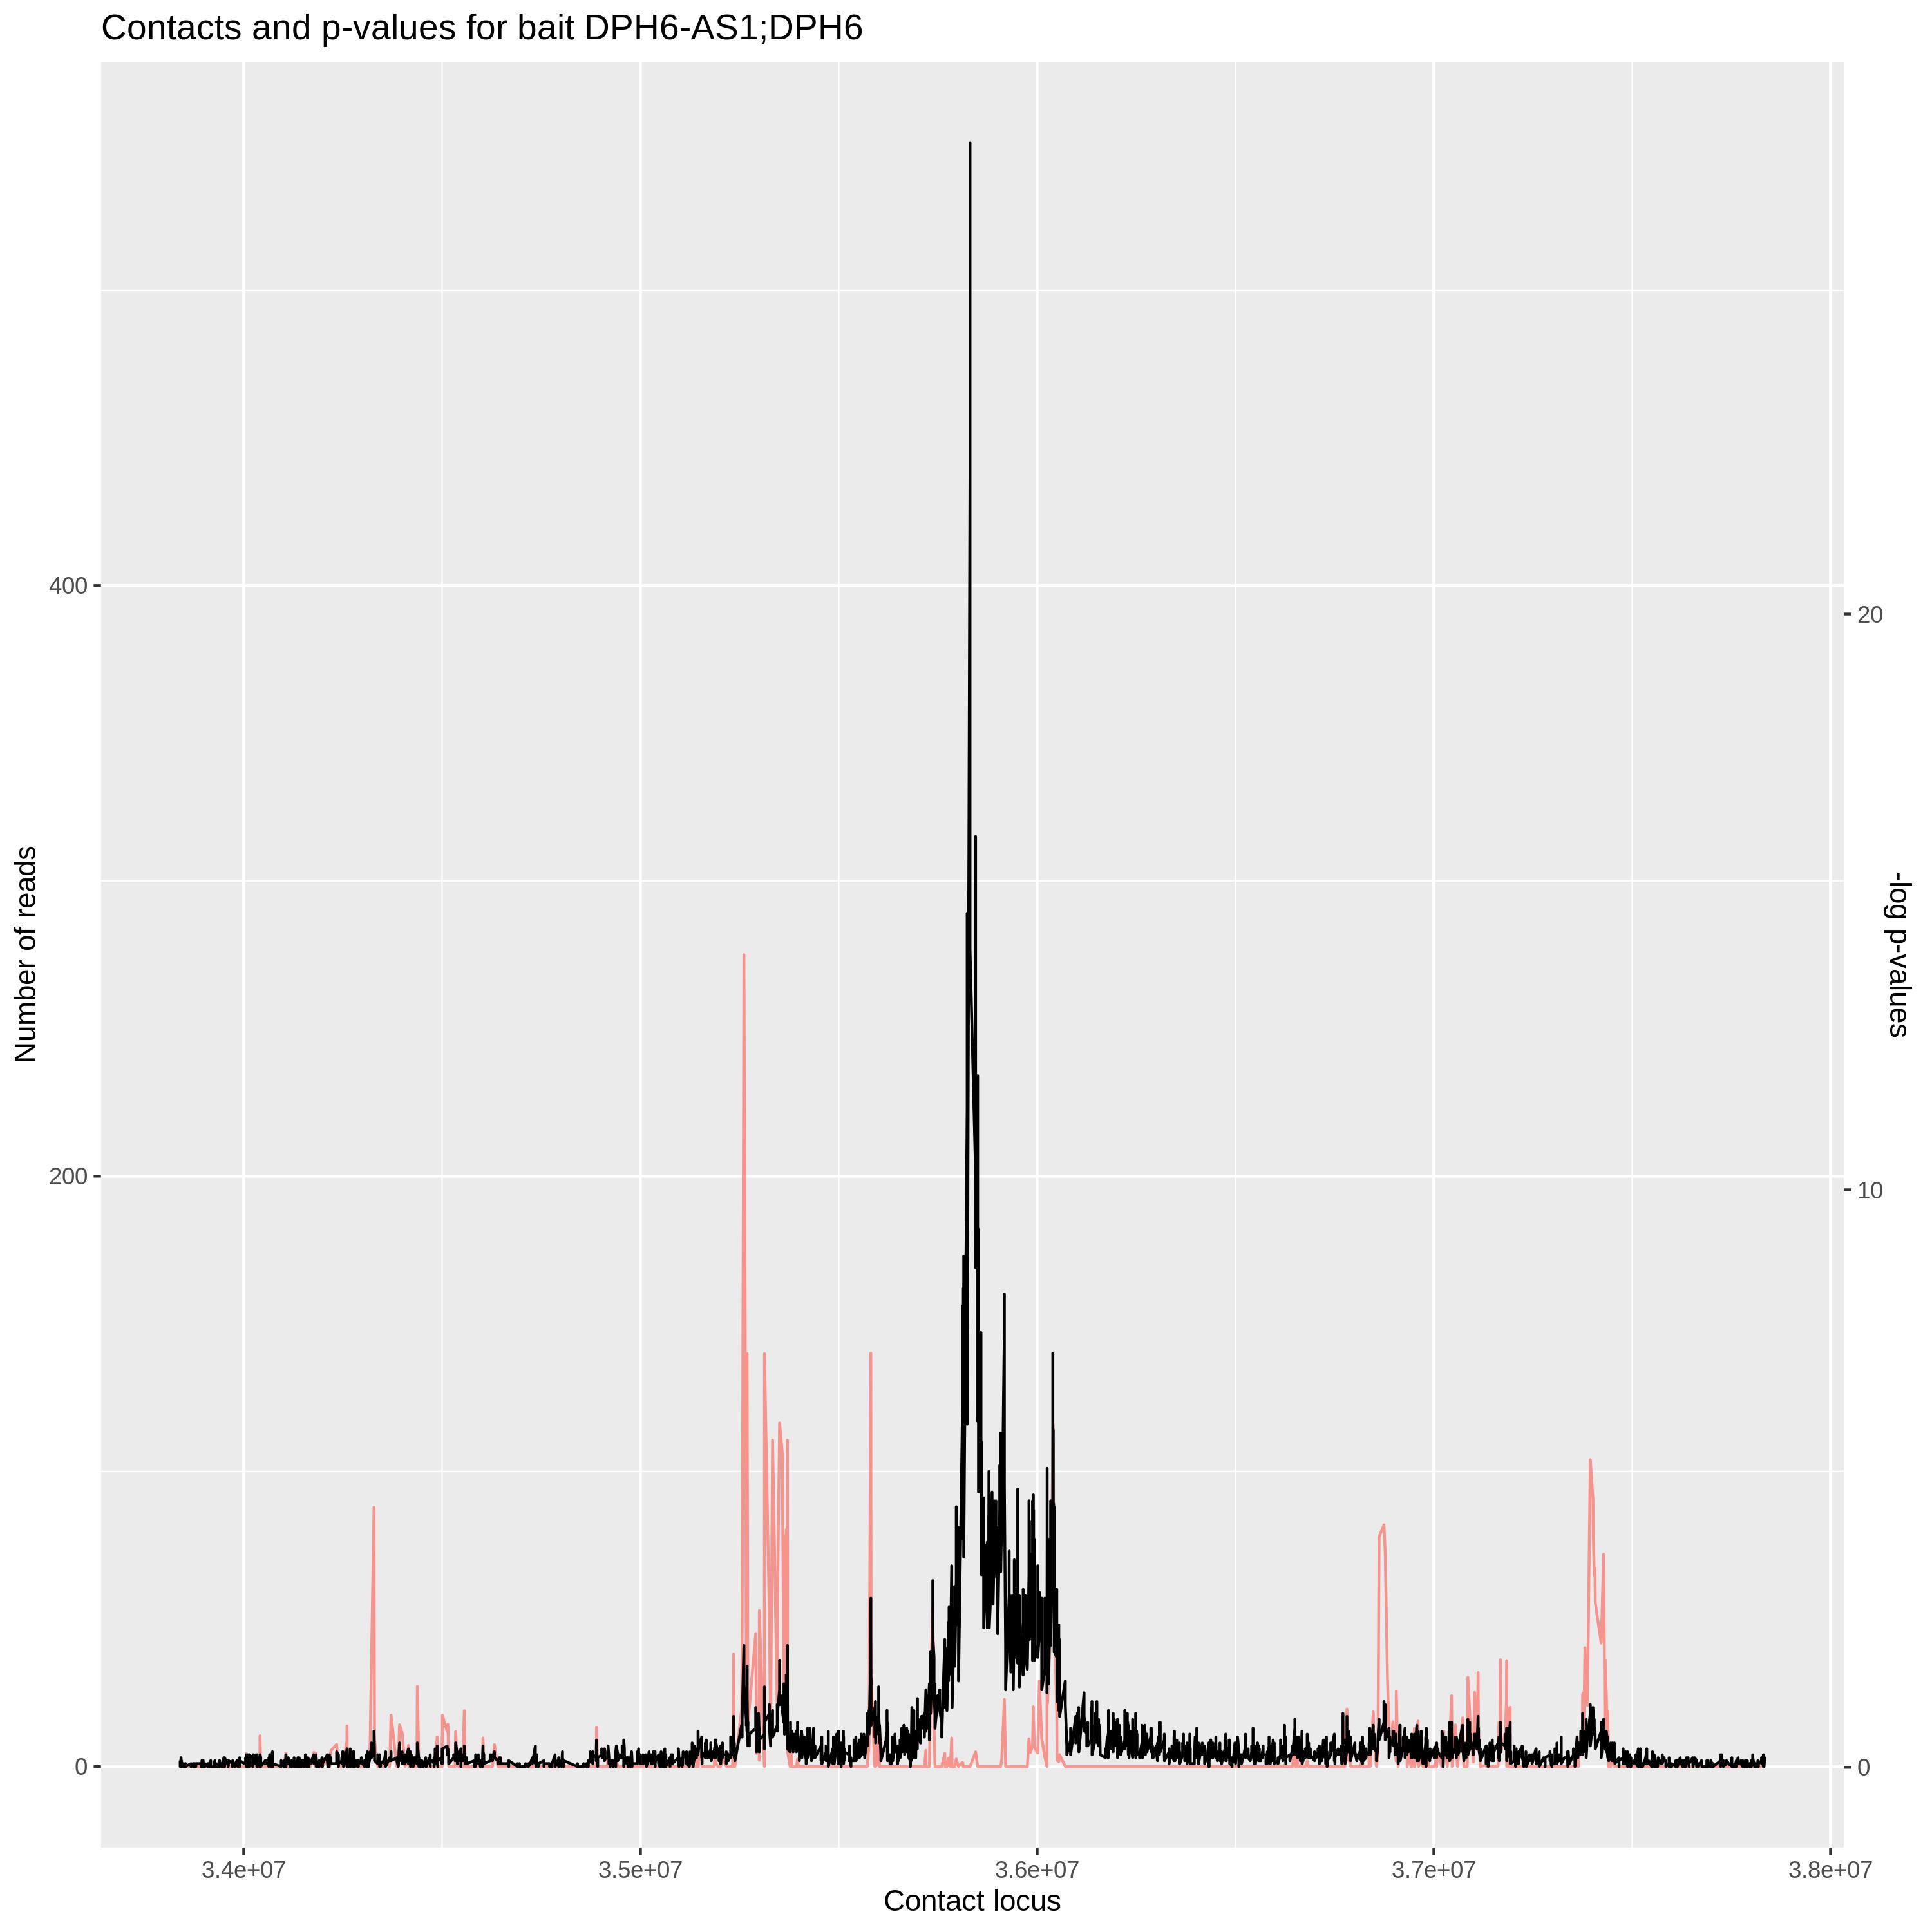 Contacts and p-values for bait DPH6-AS1;DPH6
Number of reads
400
200
0
20
10
0
-log p-values
3.4e+07
3.5e+07
3.6e+07
3.7e+07
3.8e+07
Contact locus